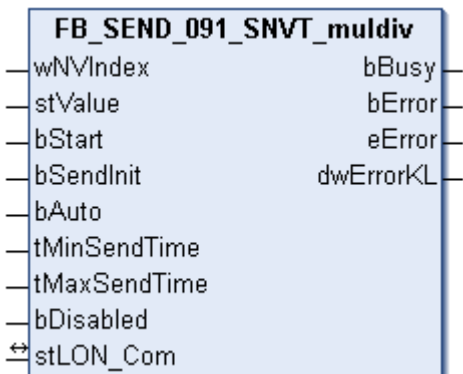 FB_SEND_091_SNVT_muldiv
wNVIndex bBusy
stValue bError
bStart eError
bSendInit dwErrorKL
bAuto
tMinSendTime
tMaxSendTime
bDisabled
stLON_Com